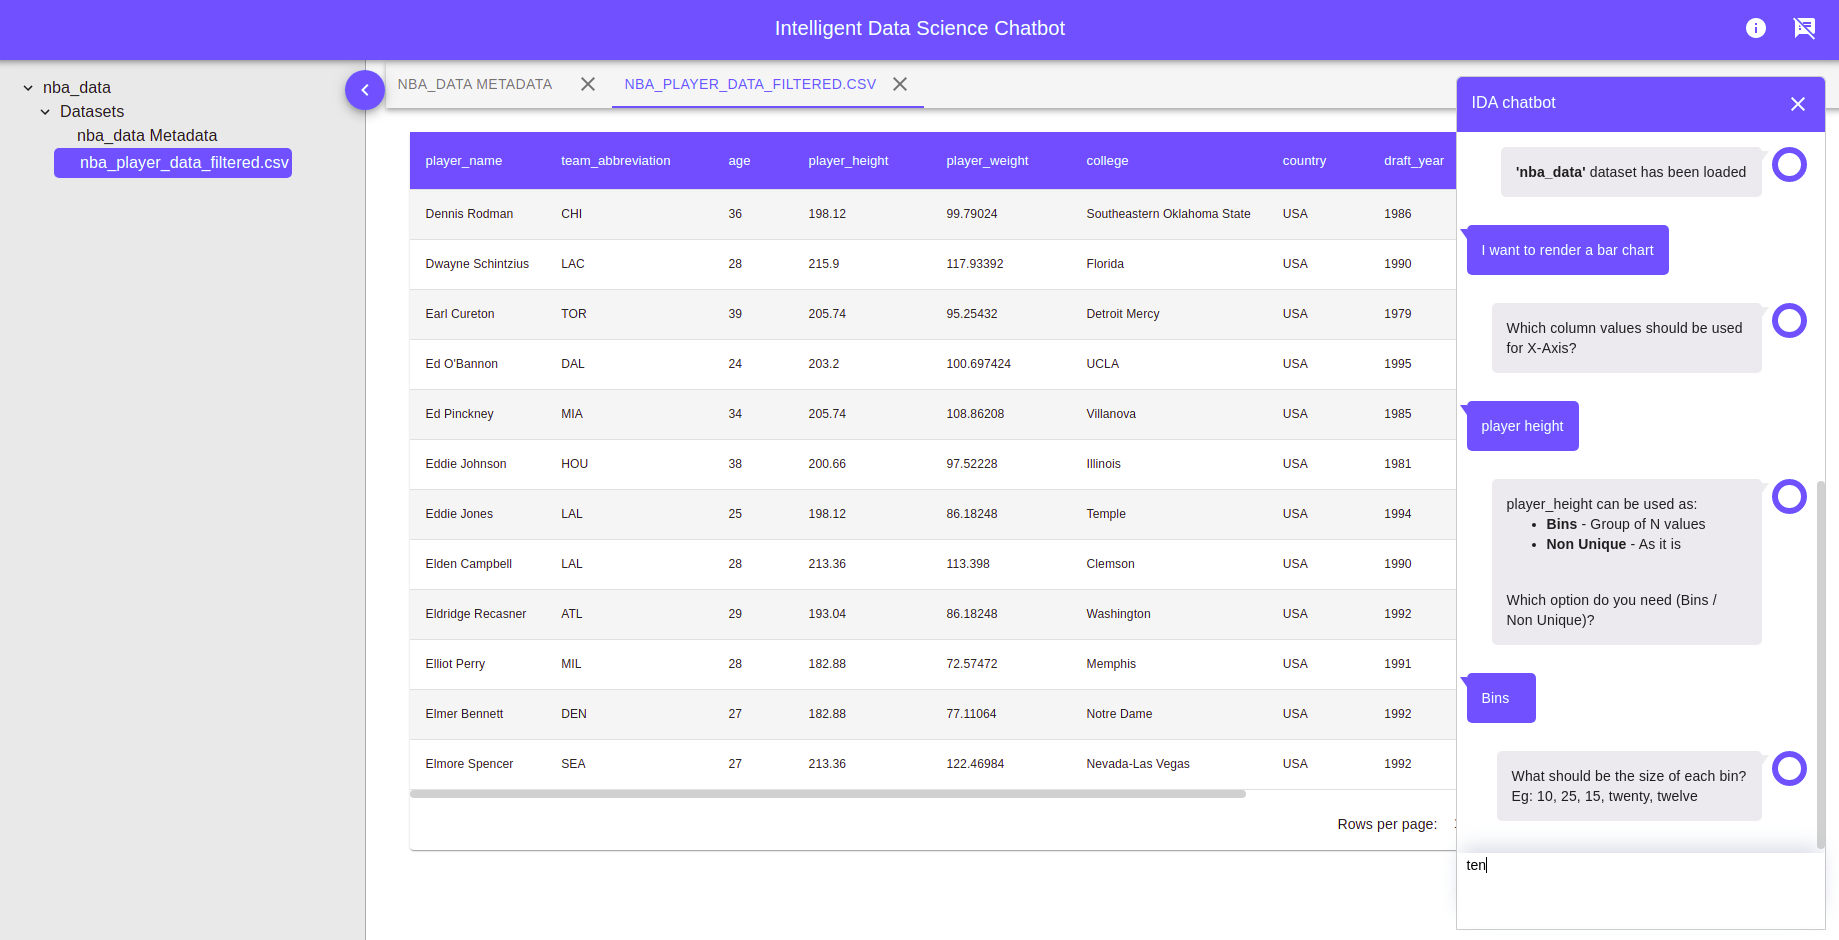 Intelligent Data Science Chatbot
nba_data
Datasets
nba_data Metadata
nba_player_data_filtered.csv
NBA_DATA METADATA
NBA_PLAYER_DATA_FILTERED.CSV
player_name team_abbreviation age player_height player_weight college country draft_year
Dennis Rodman CHI 36 198.12 99.79024 Southeastern Oklahoma State USA 1986
Dwayne Schintzius LAC 28 215.9 117.93392 Florida USA 1990
Earl Cureton TOR 39 205.74 95.25432 Detroit Mercy USA 1979
Ed O'Bannon DAL 24 203.2 100.697424 UCLA USA 1995
Ed Pinckney MIA 34 205.74 108.86208 Villanova USA 1985
Eddie Johnson HOU 38 200.66 97.52228 Illinois USA 1981
Eddie Jones LAL 25 198.12 86.18248 Temple USA 1994
Elden Campbell LAL 28 213.36 113.398 Clemson USA 1990
Eldridge Recasner ATL 29 193.04 86.18248 Washington USA 1992
Elliot Perry MIL 28 182.88 72.57472 Memphis USA 1991
Elmer Bennett DEN 27 182.88 77.11064 Notre Dame USA 1992
Elmore Spencer SEA 27 213.36 122.46984 Nevada-Las Vegas USA 1992
Rows per page:
IDA chatbot
'nba_data' dataset has been loaded
I want to render a bar chart
Which column values should be used
for X-Axis?
player height
player_height can be used as:
• Bins - Group of N values
• Non Unique - As it is
Which option do you need (Bins /
Non Unique)?
Bins
What should be the size of each bin?
Eg: 10, 25, 15, twenty, twelve
ten